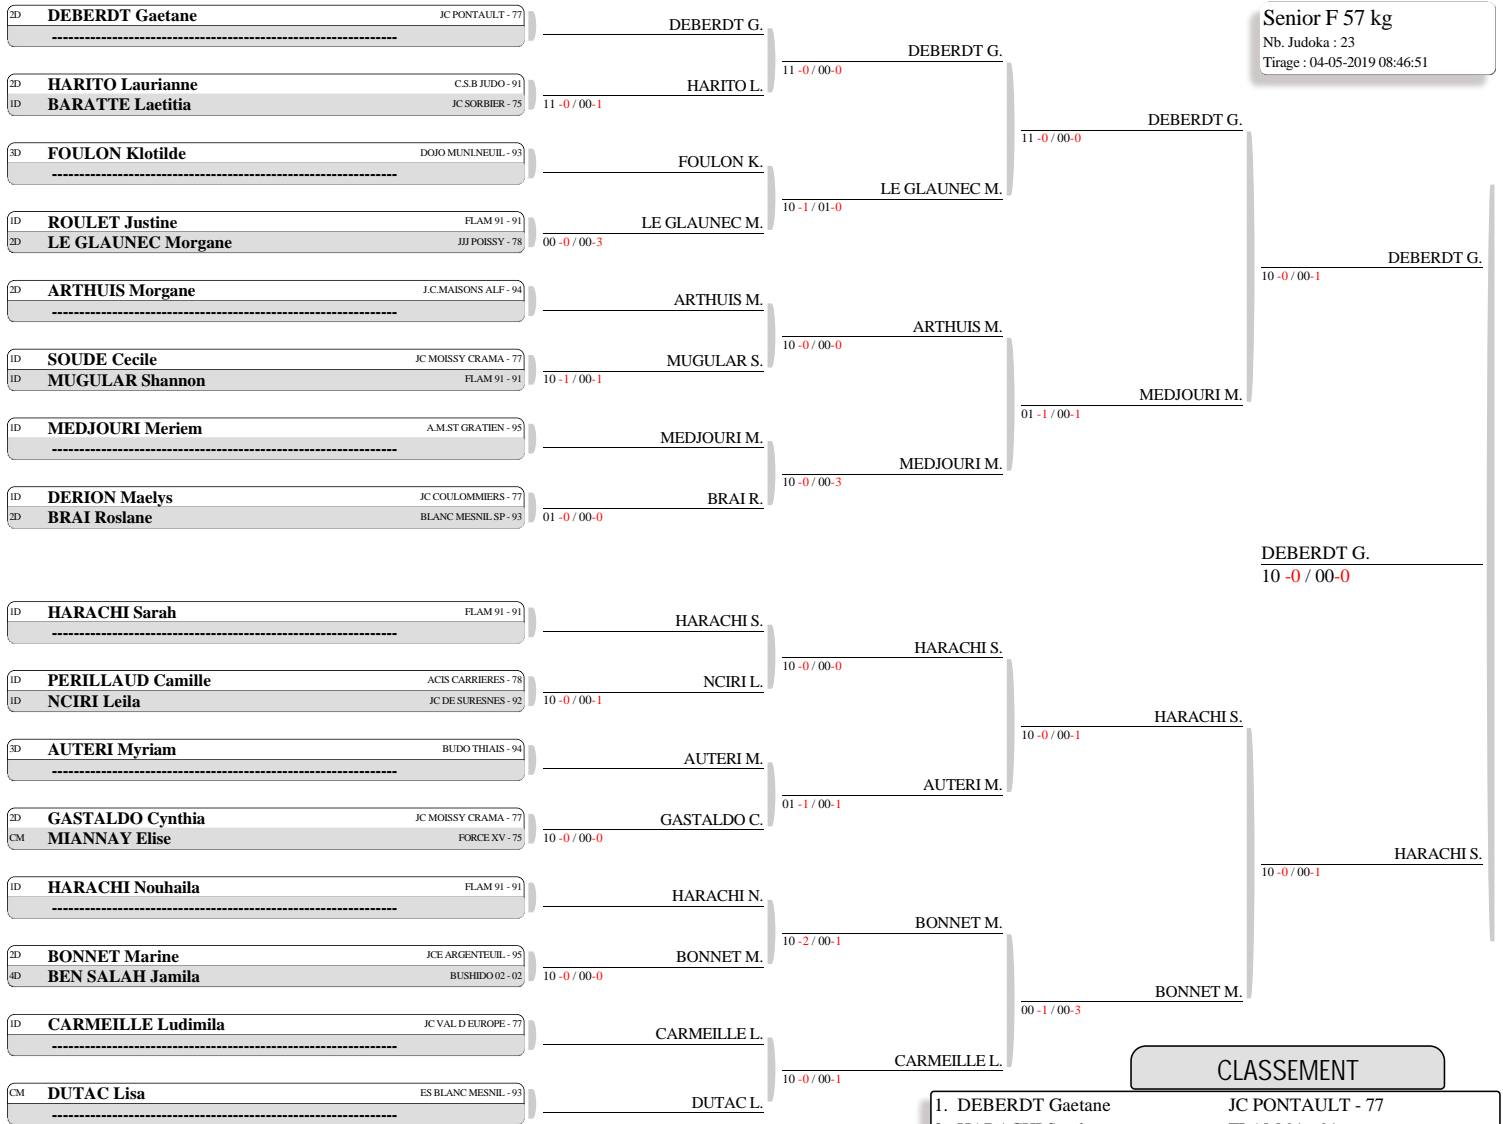 Senior F 57 kg
Nb. Judoka : 23
Tirage : 04-05-2019 08:46:51
2D DEBERDT Gaetane JC PONTAULT - 77
----------------------------------------------------------------
2D HARITO Laurianne C.S.B JUDO - 91
1D BARATTE Laetitia JC SORBIER - 75
3D FOULON Klotilde DOJO MUNI.NEUIL - 93
----------------------------------------------------------------
1D ROULET Justine FLAM 91 - 91
2D LE GLAUNEC Morgane JJJ POISSY - 78
2D ARTHUIS Morgane J.C.MAISONS ALF - 94
----------------------------------------------------------------
1D SOUDE Cecile JC MOISSY CRAMA - 77
1D MUGULAR Shannon FLAM 91 - 91
1D MEDJOURI Meriem A.M.ST GRATIEN - 95
----------------------------------------------------------------
1D DERION Maelys JC COULOMMIERS - 77
2D BRAI Roslane BLANC MESNIL SP - 93
1D HARACHI Sarah FLAM 91 - 91
----------------------------------------------------------------
1D PERILLAUD Camille ACIS CARRIERES - 78
1D NCIRI Leila JC DE SURESNES - 92
3D AUTERI Myriam BUDO THIAIS - 94
----------------------------------------------------------------
2D GASTALDO Cynthia JC MOISSY CRAMA - 77
CM MIANNAY Elise FORCE XV - 75
1D HARACHI Nouhaila FLAM 91 - 91
----------------------------------------------------------------
2D BONNET Marine JCE ARGENTEUIL - 95
4D BEN SALAH Jamila BUSHIDO 02 - 02
1D CARMEILLE Ludimila JC VAL D EUROPE - 77
----------------------------------------------------------------
CM DUTAC Lisa ES BLANC MESNIL - 93
----------------------------------------------------------------
DEBERDT G.
HARITO L.
11 -0 / 00-1
FOULON K.
LE GLAUNEC M.
00 -0 / 00-3
ARTHUIS M.
MUGULAR S.
10 -1 / 00-1
MEDJOURI M.
BRAI R.
01 -0 / 00-0
HARACHI S.
NCIRI L.
10 -0 / 00-1
AUTERI M.
GASTALDO C.
10 -0 / 00-0
HARACHI N.
BONNET M.
10 -0 / 00-0
CARMEILLE L.
DUTAC L.
DEBERDT G.
11 -0 / 00-0
LE GLAUNEC M.
10 -1 / 01-0
ARTHUIS M.
10 -0 / 00-0
MEDJOURI M.
10 -0 / 00-3
HARACHI S.
10 -0 / 00-0
AUTERI M.
01 -1 / 00-1
BONNET M.
10 -2 / 00-1
CARMEILLE L.
10 -0 / 00-1
DEBERDT G.
11 -0 / 00-0
MEDJOURI M.
01 -1 / 00-1
HARACHI S.
10 -0 / 00-1
BONNET M.
00 -1 / 00-3
DEBERDT G.
10 -0 / 00-1
HARACHI S.
10 -0 / 00-1
DEBERDT G.
10 -0 / 00-0
CLASSEMENT
1. DEBERDT Gaetane JC PONTAULT - 77